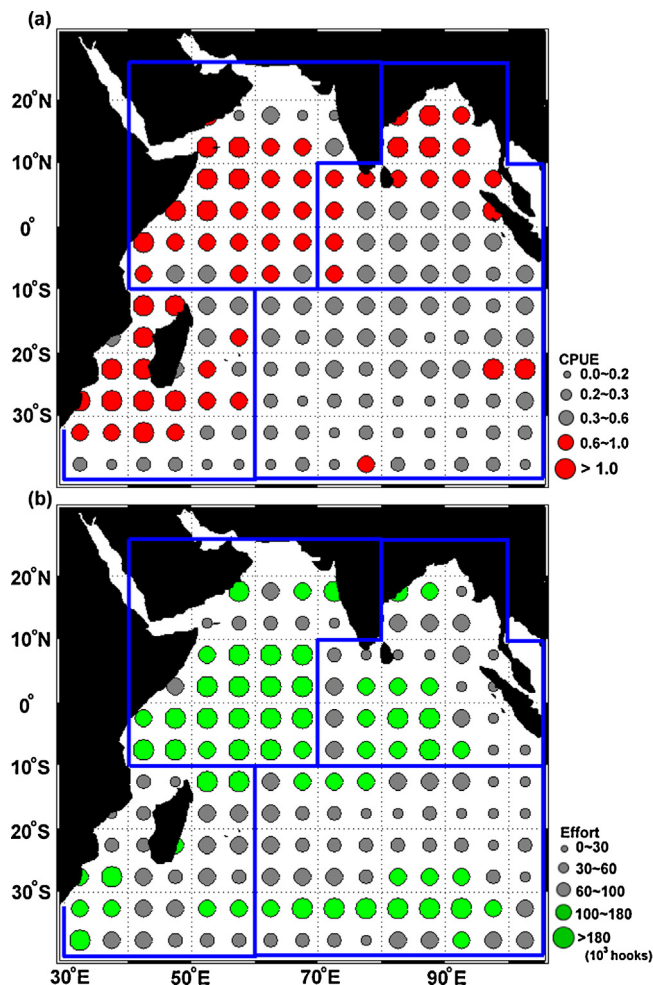 (a)
20°N
10°N
0°
10°S
20°S
30°S
CPUE
0.0~0.2
0.2~0.3
0.3~0.6
0.6~1.0
> 1.0
(b)
20°N
10°N
0°
10°S
20°S
30°S
Effort
0~30
30~60
60~100
100~180
>180
(10³ hooks)
30°E 50°E 70°E 90°E